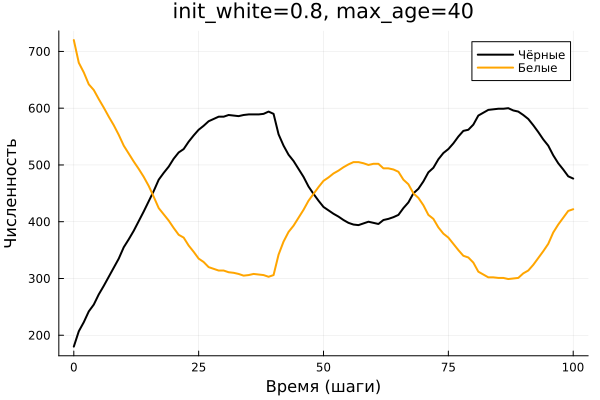 init_white=0.8, max_age=40
Численность
700
600
500
400
300
200
Чёрные
Белые
0
25
50
75
100
Время (шаги)